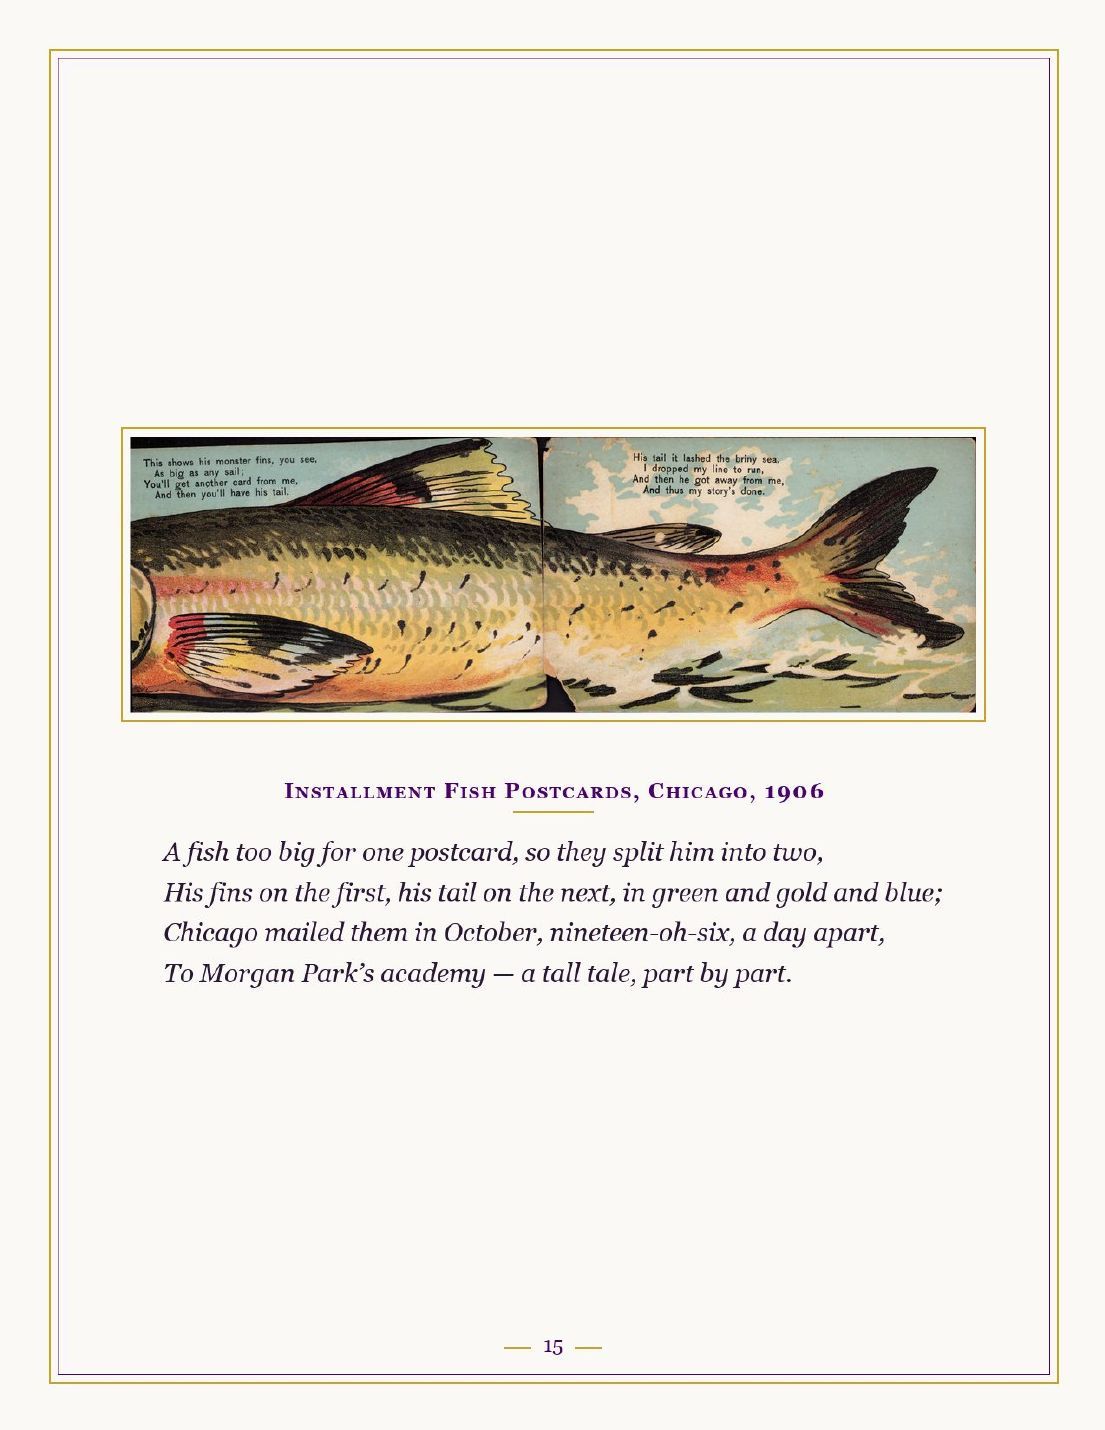 This shows his monster fins, you see,
As big as any sail;
You'll get another card from me,
And then you'll have his tail.
His tail it lashed the briny sea.
I dropped my line to run,
And then he got away from me,
And thus my story's done.
Installment Fish Postcards, Chicago, 1906
A fish too big for one postcard, so they split him into two,
His fins on the first, his tail on the next, in green and gold and blue;
Chicago mailed them in October, nineteen-oh-six, a day apart,
To Morgan Park’s academy — a tall tale, part by part.
— 15 —